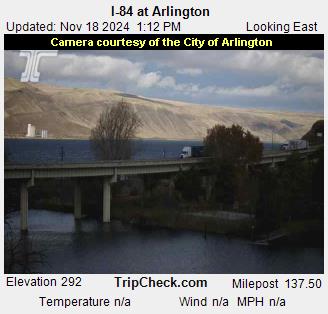 I-84 at Arlington
Updated: Nov 18 2024 1:12 PM Looking East
Camera courtesy of the City of Arlington
Elevation 292 TripCheck.com Milepost 137.50
Temperature n/a Wind n/a MPH n/a